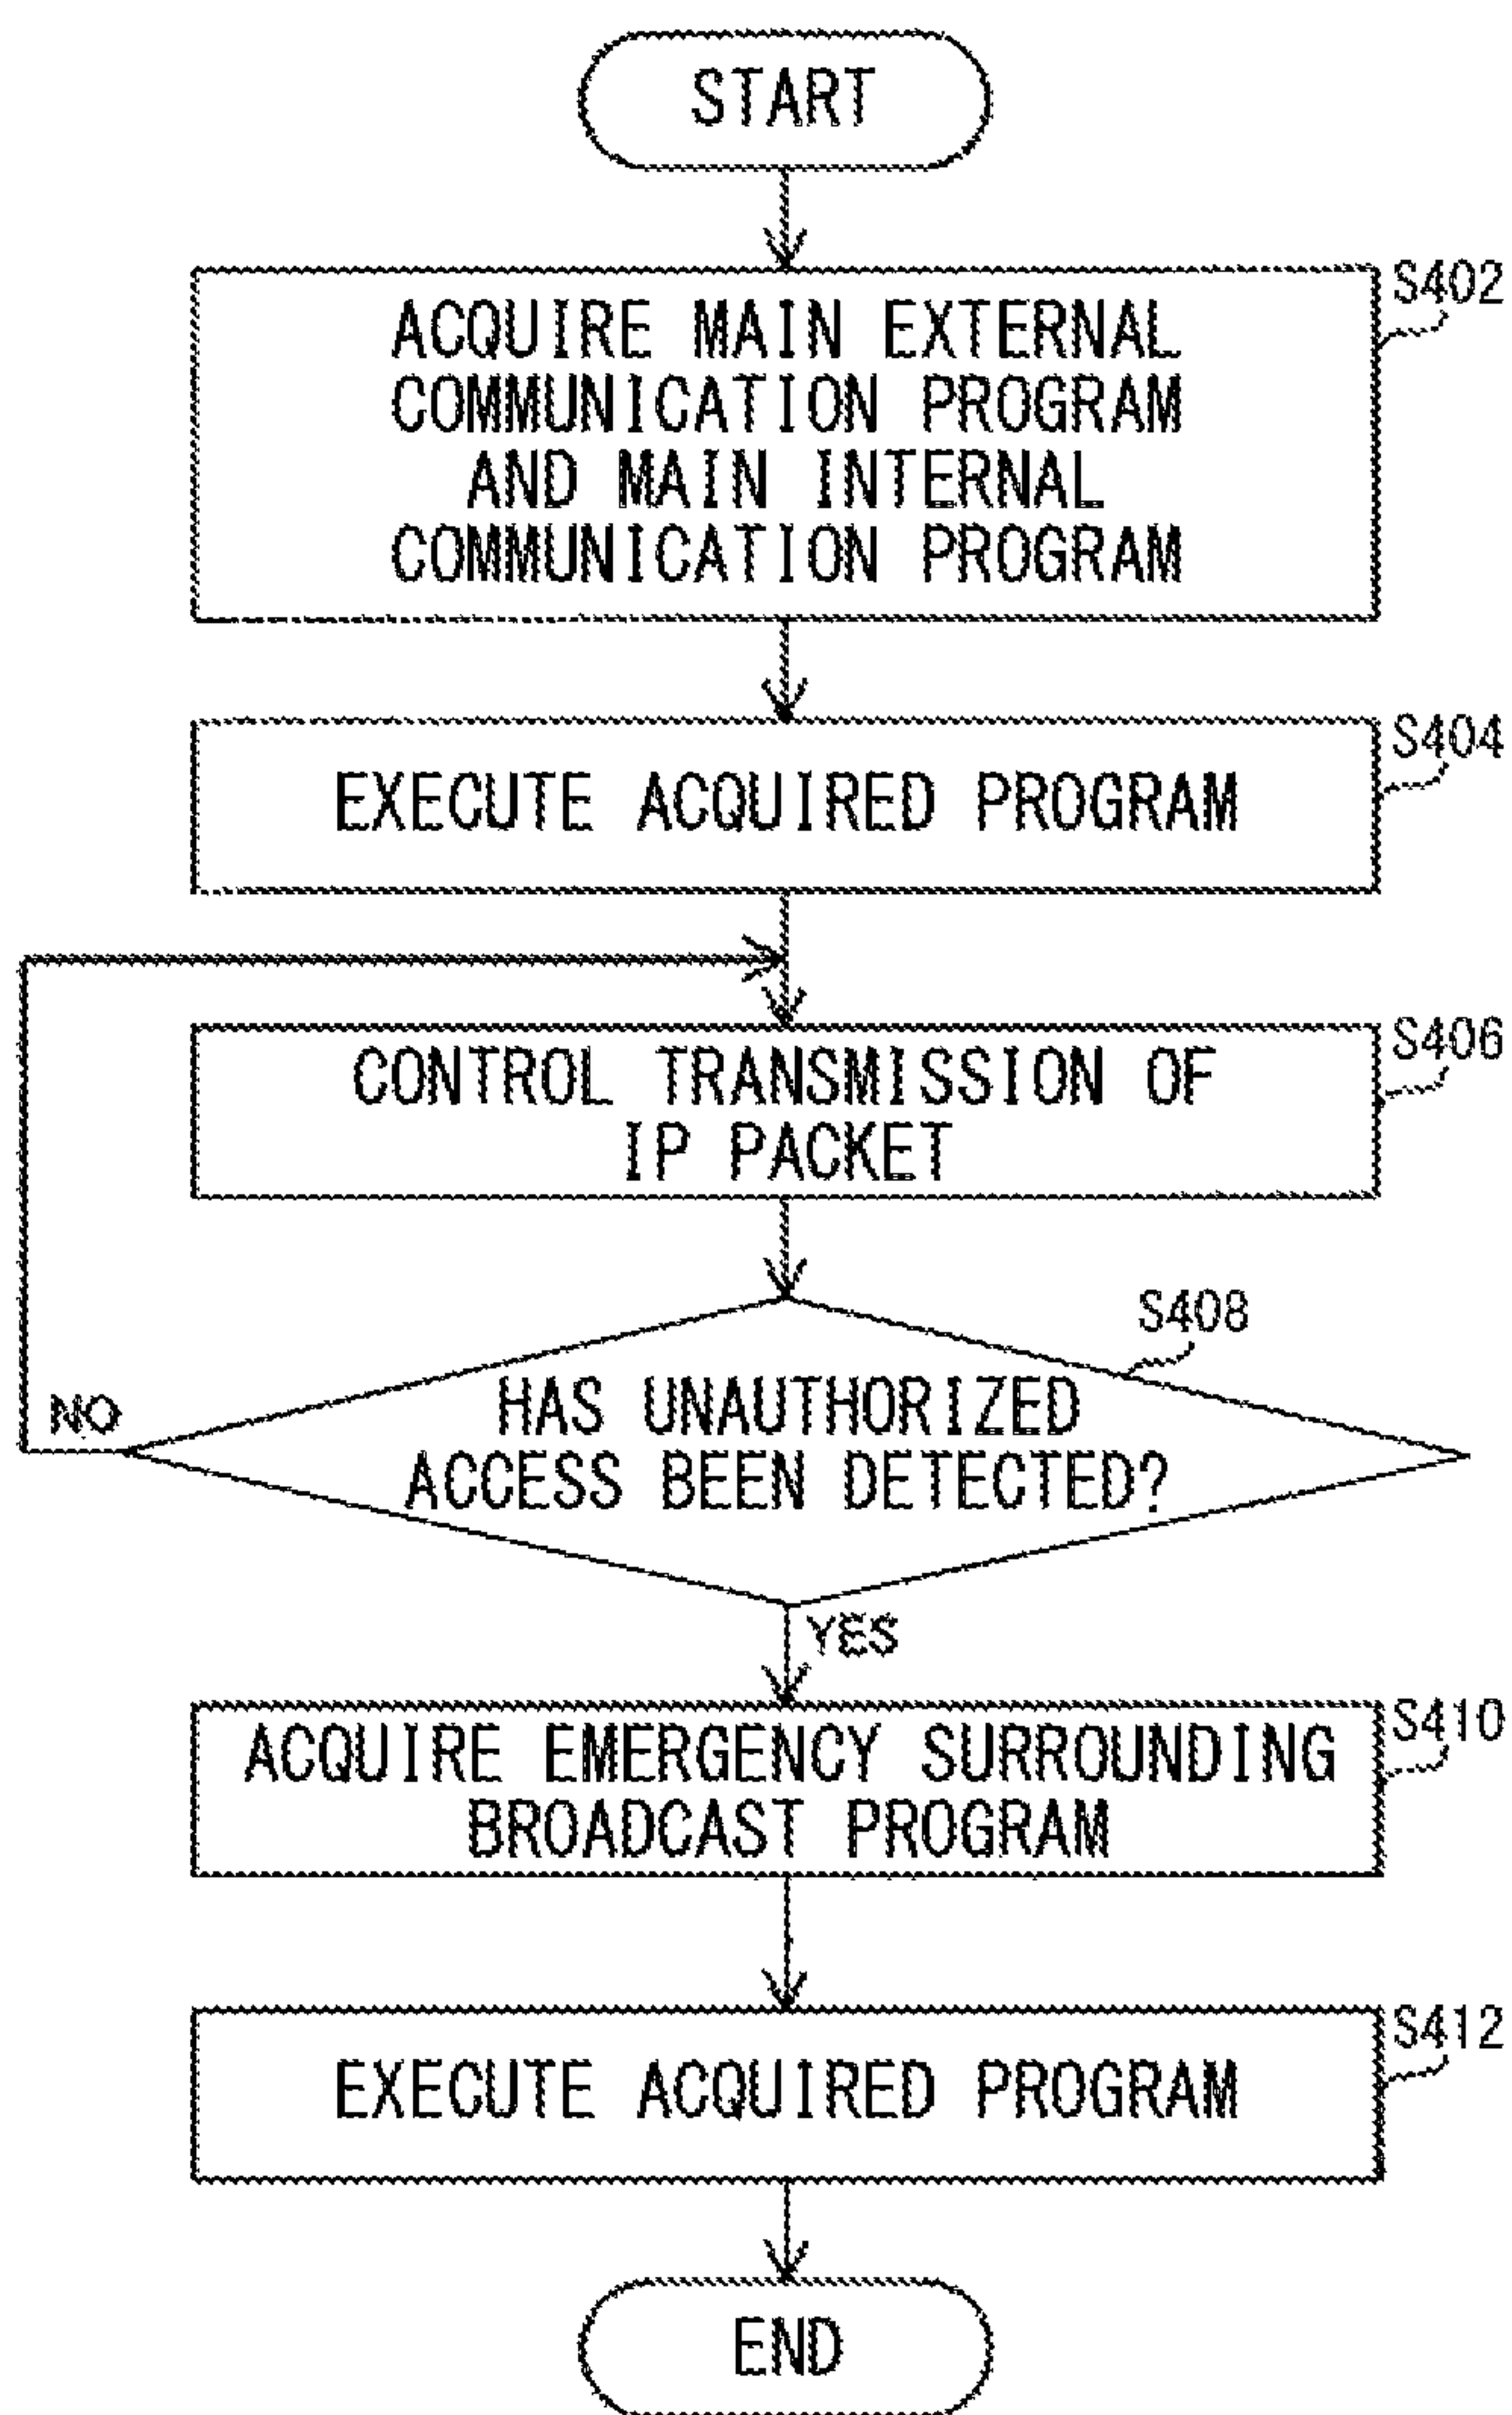 START
S402
ACQUIRE MAIN EXTERNAL
COMMUNICATION PROGRAM
AND MAIN INTERNAL
COMMUNICATION PROGRAM
S404
EXECUTE ACQUIRED PROGRAM
S406
CONTROL TRANSMISSION OF
IP PACKET
S408
HAS UNAUTHORIZED
ACCESS BEEN DETECTED?
NO
YES
S410
ACQUIRE EMERGENCY SURROUNDING
BROADCAST PROGRAM
S412
EXECUTE ACQUIRED PROGRAM
END